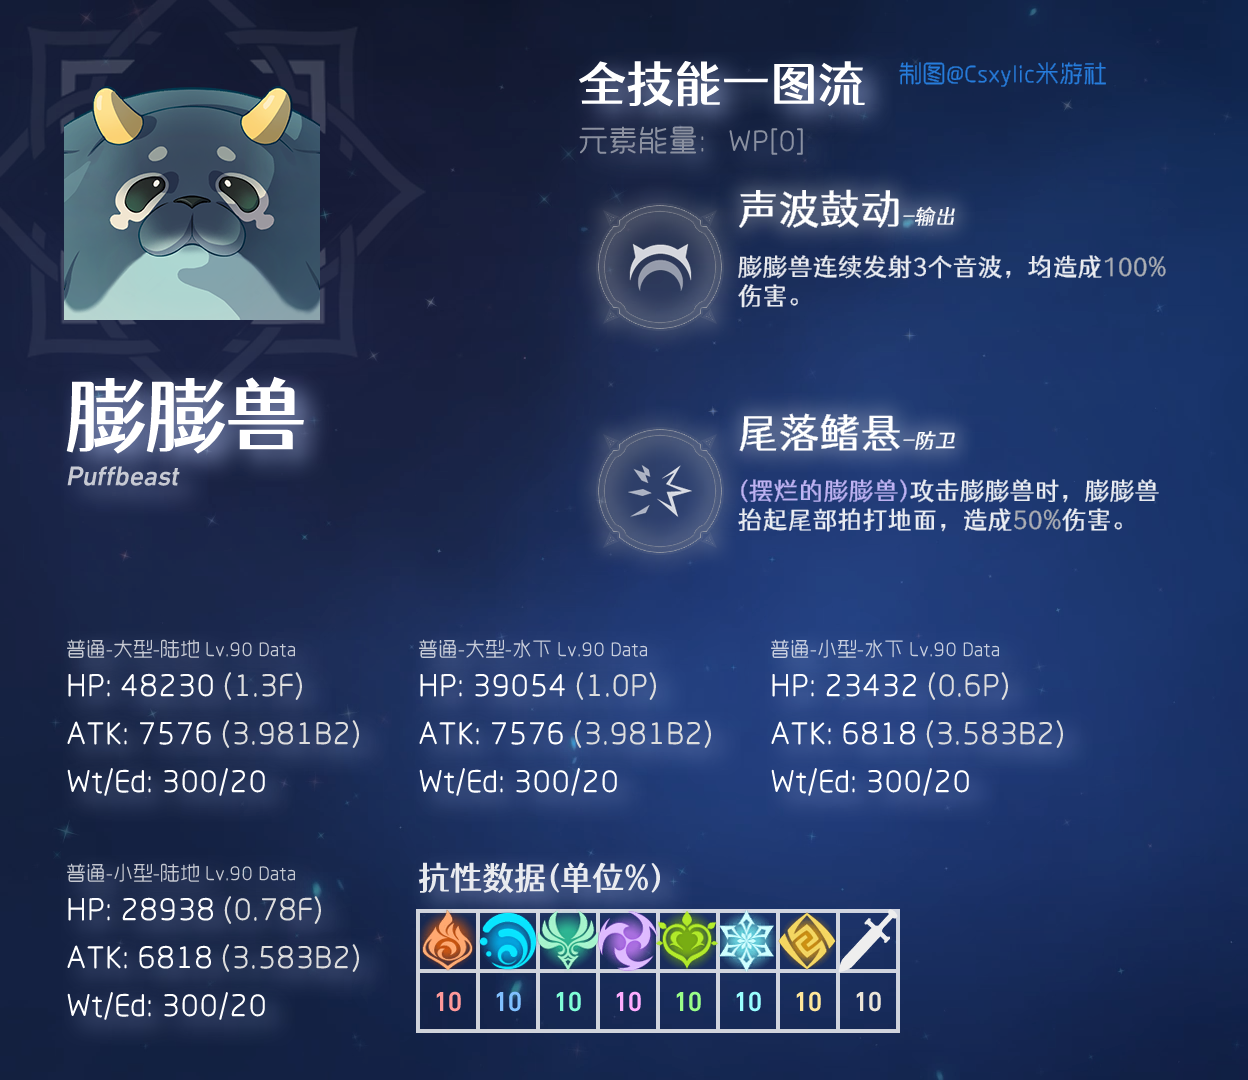 全技能一图流
制图@Csxylic米游社
元素能量: WP[0]
声波鼓动-输出
膨膨兽连续发射3个音波，均造成100%
伤害。
膨膨兽
Puffbeast
尾落鳍悬-防卫
(摆烂的膨膨兽)攻击膨膨兽时，膨膨兽
抬起尾部拍打地面，造成50%伤害。
普通-大型-陆地 Lv.90 Data
HP: 48230 (1.3F)
ATK: 7576 (3.981B2)
Wt/Ed: 300/20
普通-大型-水下 Lv.90 Data
HP: 39054 (1.0P)
ATK: 7576 (3.981B2)
Wt/Ed: 300/20
普通-小型-水下 Lv.90 Data
HP: 23432 (0.6P)
ATK: 6818 (3.583B2)
Wt/Ed: 300/20
普通-小型-陆地 Lv.90 Data
HP: 28938 (0.78F)
ATK: 6818 (3.583B2)
Wt/Ed: 300/20
抗性数据(单位%)
10 10 10 10 10 10 10 10